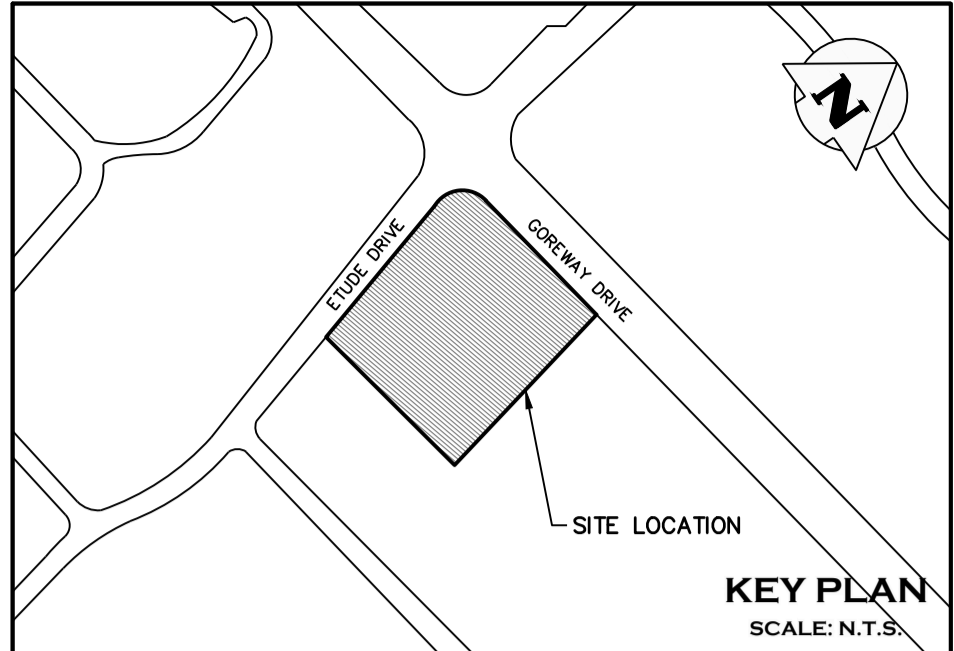 N
ETUDE DRIVE
GOREWAY DRIVE
SITE LOCATION
KEY PLAN
SCALE: N.T.S.